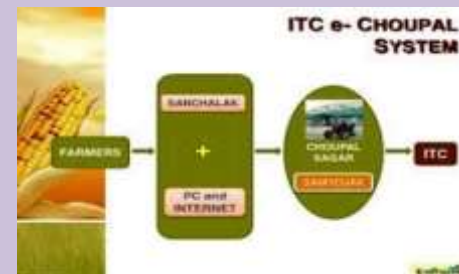 ITC e- CHOUPAL
SYSTEM
FARMERS
SANCHALAK
+
PC and
INTERNET
CHOUPAL
SAGAR
SAMYOJAK
ITC